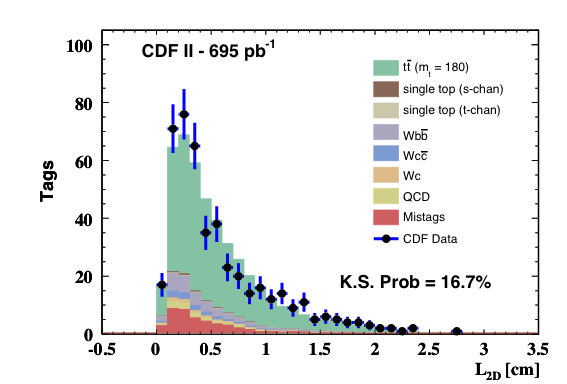 CDF II - 695 pb⁻¹
Tags
100
80
60
40
20
0
tt̄ (mₜ = 180)
single top (s-chan)
single top (t-chan)
Wbb̄
Wcc̄
Wc
QCD
Mistags
CDF Data
K.S. Prob = 16.7%
-0.5 0 0.5 1 1.5 2 2.5 3 3.5
L₂D [cm]